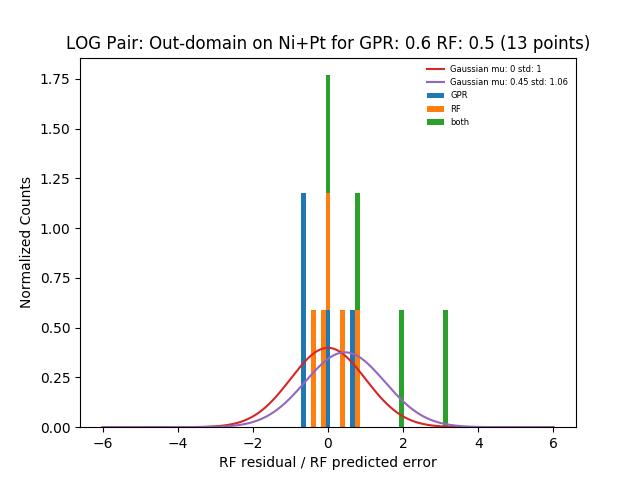 LOG Pair: Out-domain on Ni+Pt for GPR: 0.6 RF: 0.5 (13 points)
Normalized Counts
1.75
1.50
1.25
1.00
0.75
0.50
0.25
0.00
Gaussian mu: 0 std: 1
Gaussian mu: 0.45 std: 1.06
GPR
RF
both
−6 −4 −2 0 2 4 6
RF residual / RF predicted error